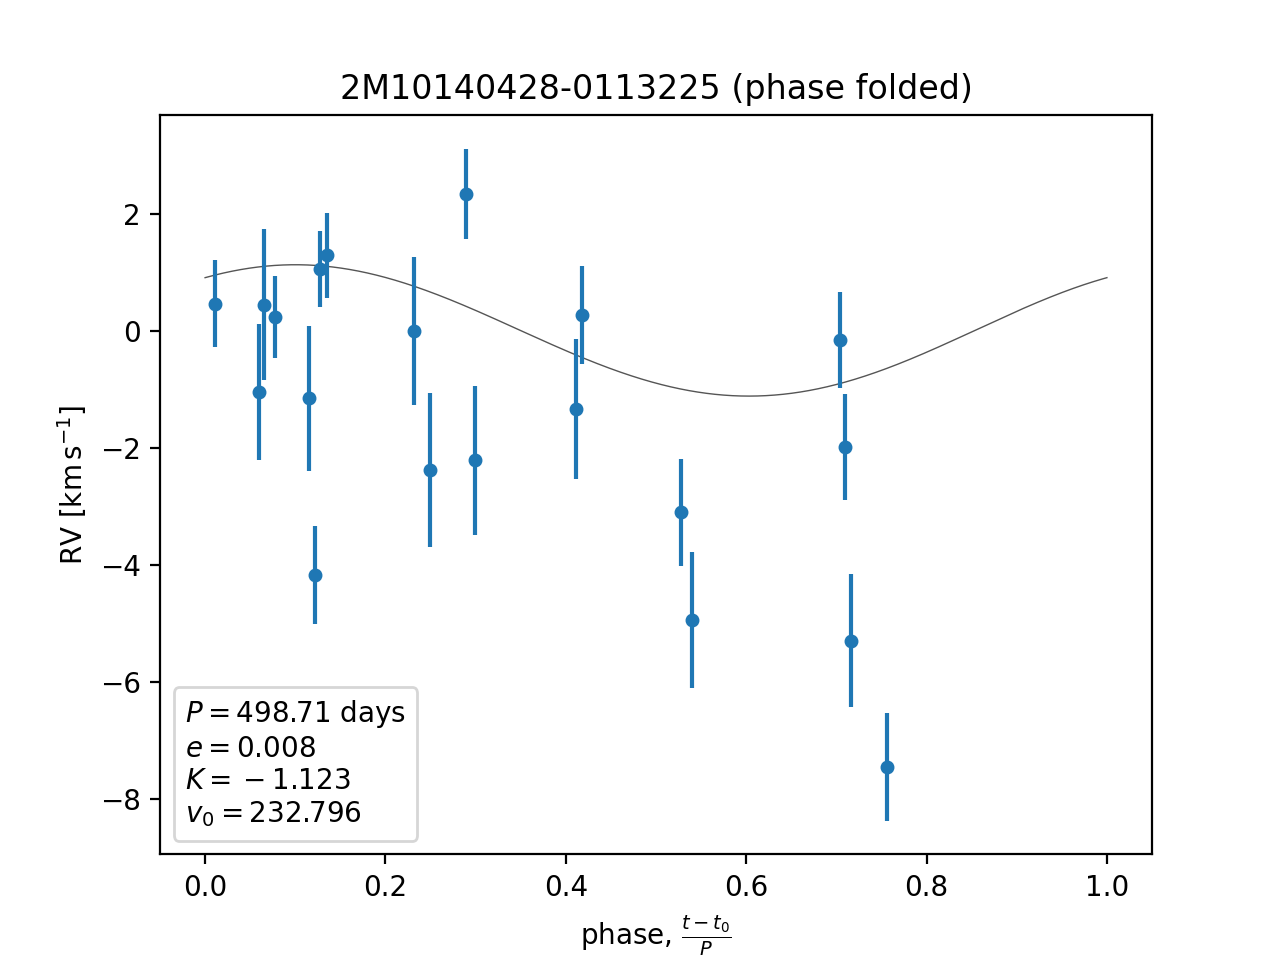 2M10140428-0113225 (phase folded)
RV [km s⁻¹]
2
0
−2
−4
−6
−8
P = 498.71 days
e = 0.008
K = −1.123
v₀ = 232.796
0.0 0.2 0.4 0.6 0.8 1.0
phase, (t − t₀)/P